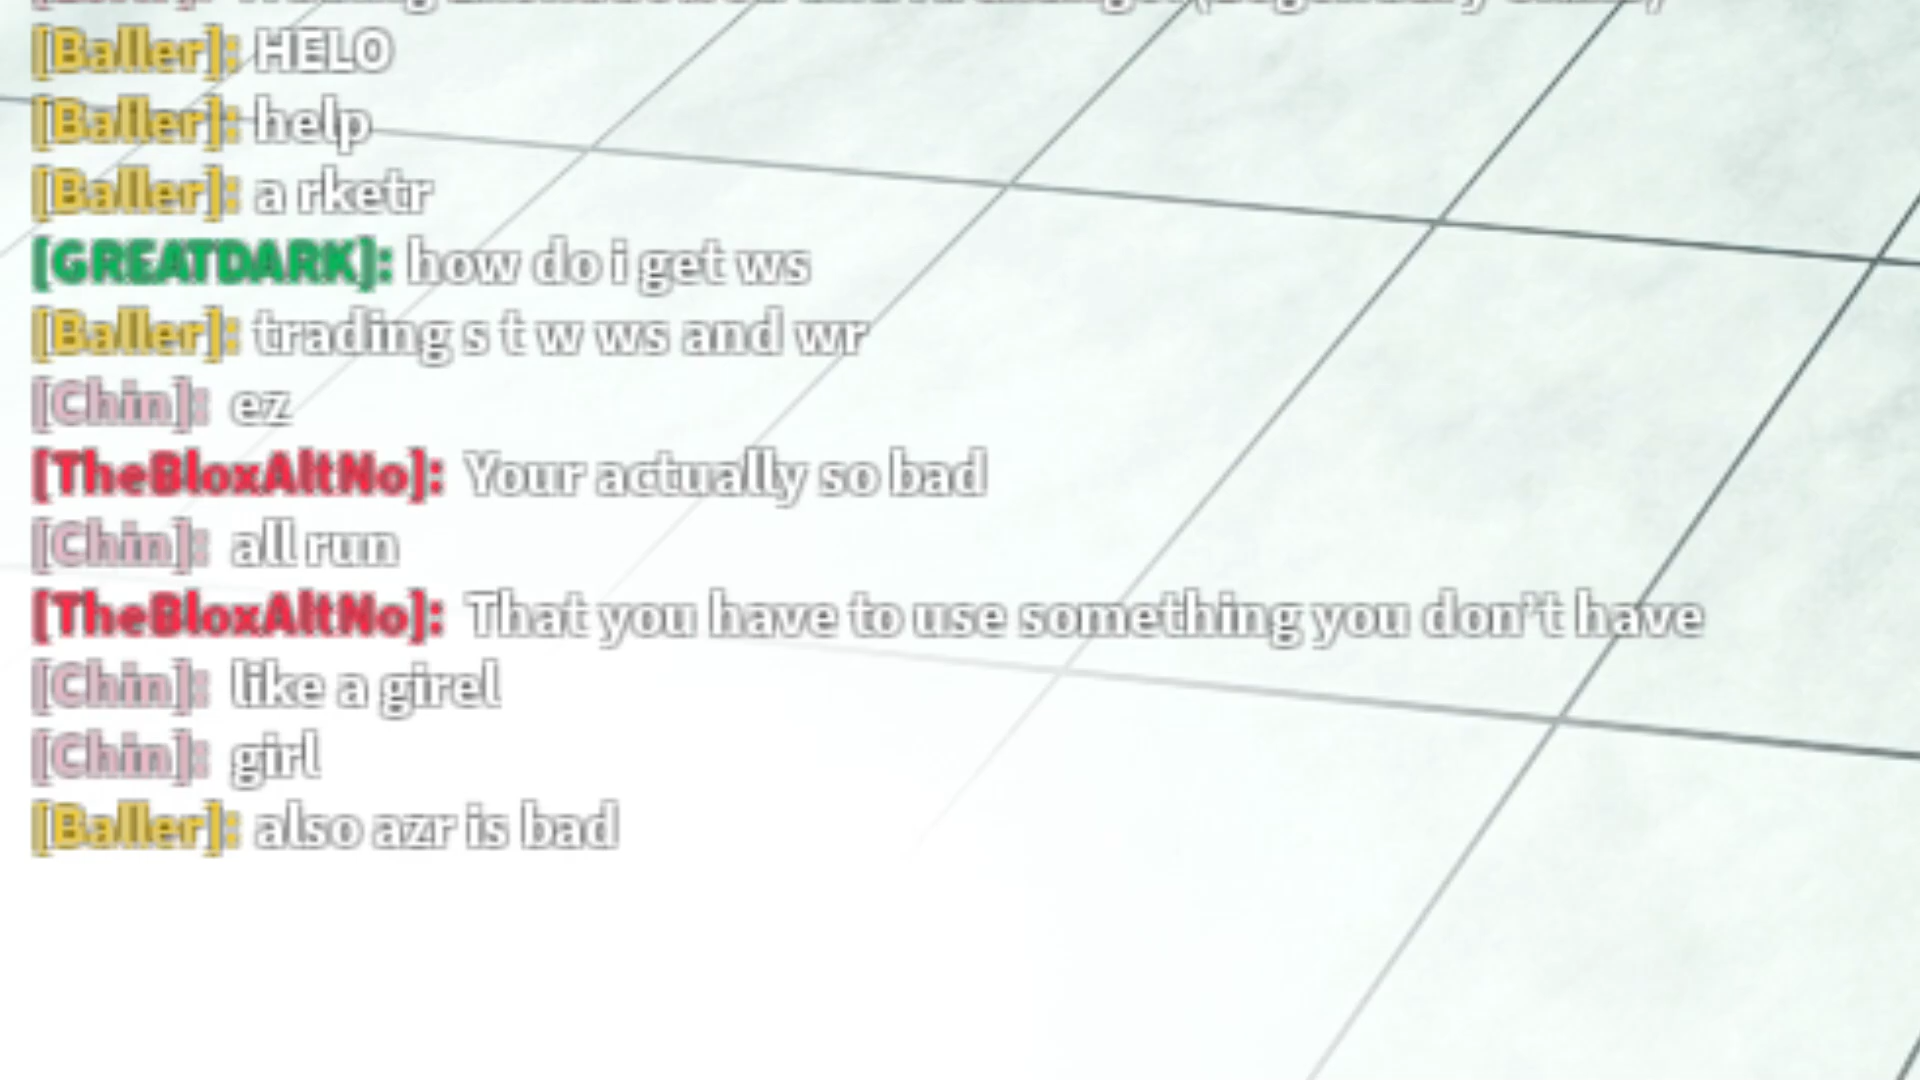 [Baller]: HELO
[Baller]: help
[Baller]: a rketr
[GREATDARK]: how do i get ws
[Baller]: trading s t w ws and wr
[Chin]: ez
[TheBloxAltNo]: Your actually so bad
[Chin]: all run
[TheBloxAltNo]: That you have to use something you don't have
[Chin]: like a girel
[Chin]: girl
[Baller]: also azr is bad